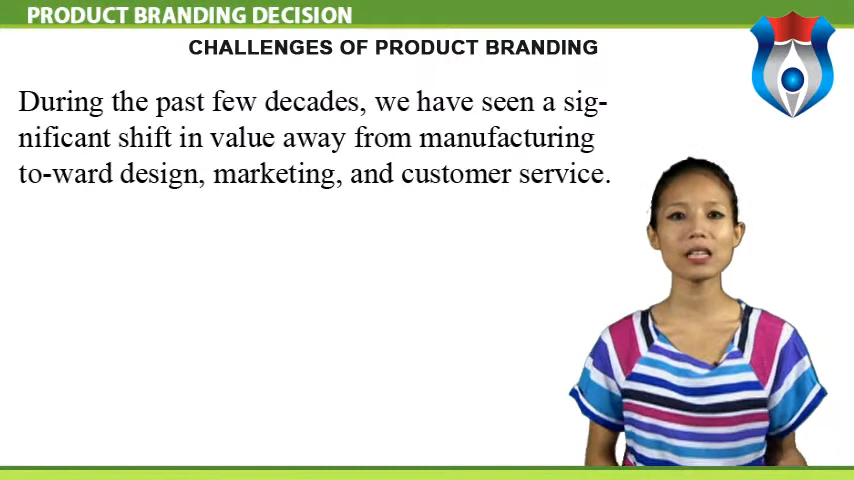 PRODUCT BRANDING DECISION
CHALLENGES OF PRODUCT BRANDING
During the past few decades, we have seen a sig-
nificant shift in value away from manufacturing
to-ward design, marketing, and customer service.